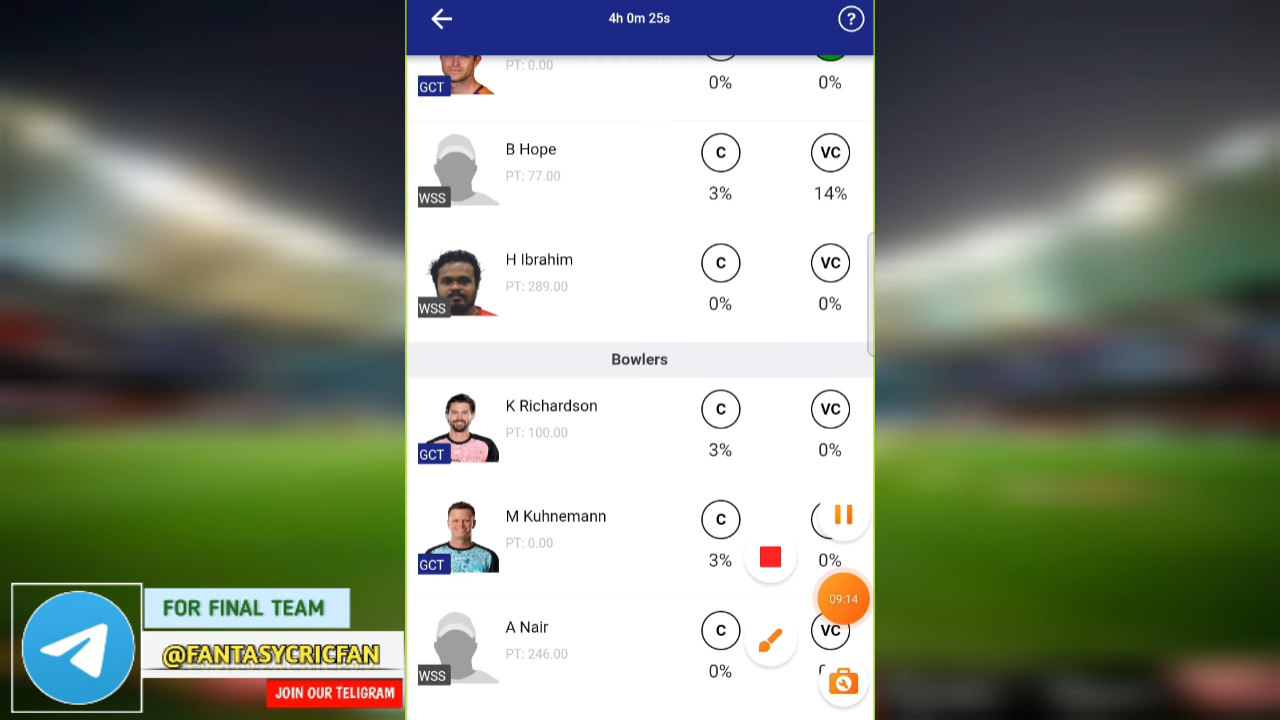 4h 0m 25s
?
PT: 0.00
GCT
0%
0%
B Hope
C
VC
PT: 77.00
WSS
3%
14%
H Ibrahim
C
VC
PT: 289.00
WSS
0%
0%
Bowlers
K Richardson
C
VC
PT: 100.00
GCT
3%
0%
M Kuhnemann
C
PT: 0.00
GCT
3%
0%
09:14
A Nair
C
VC
PT: 246.00
WSS
0%
FOR FINAL TEAM
@FANTASYCRICFAN
JOIN OUR TELIGRAM